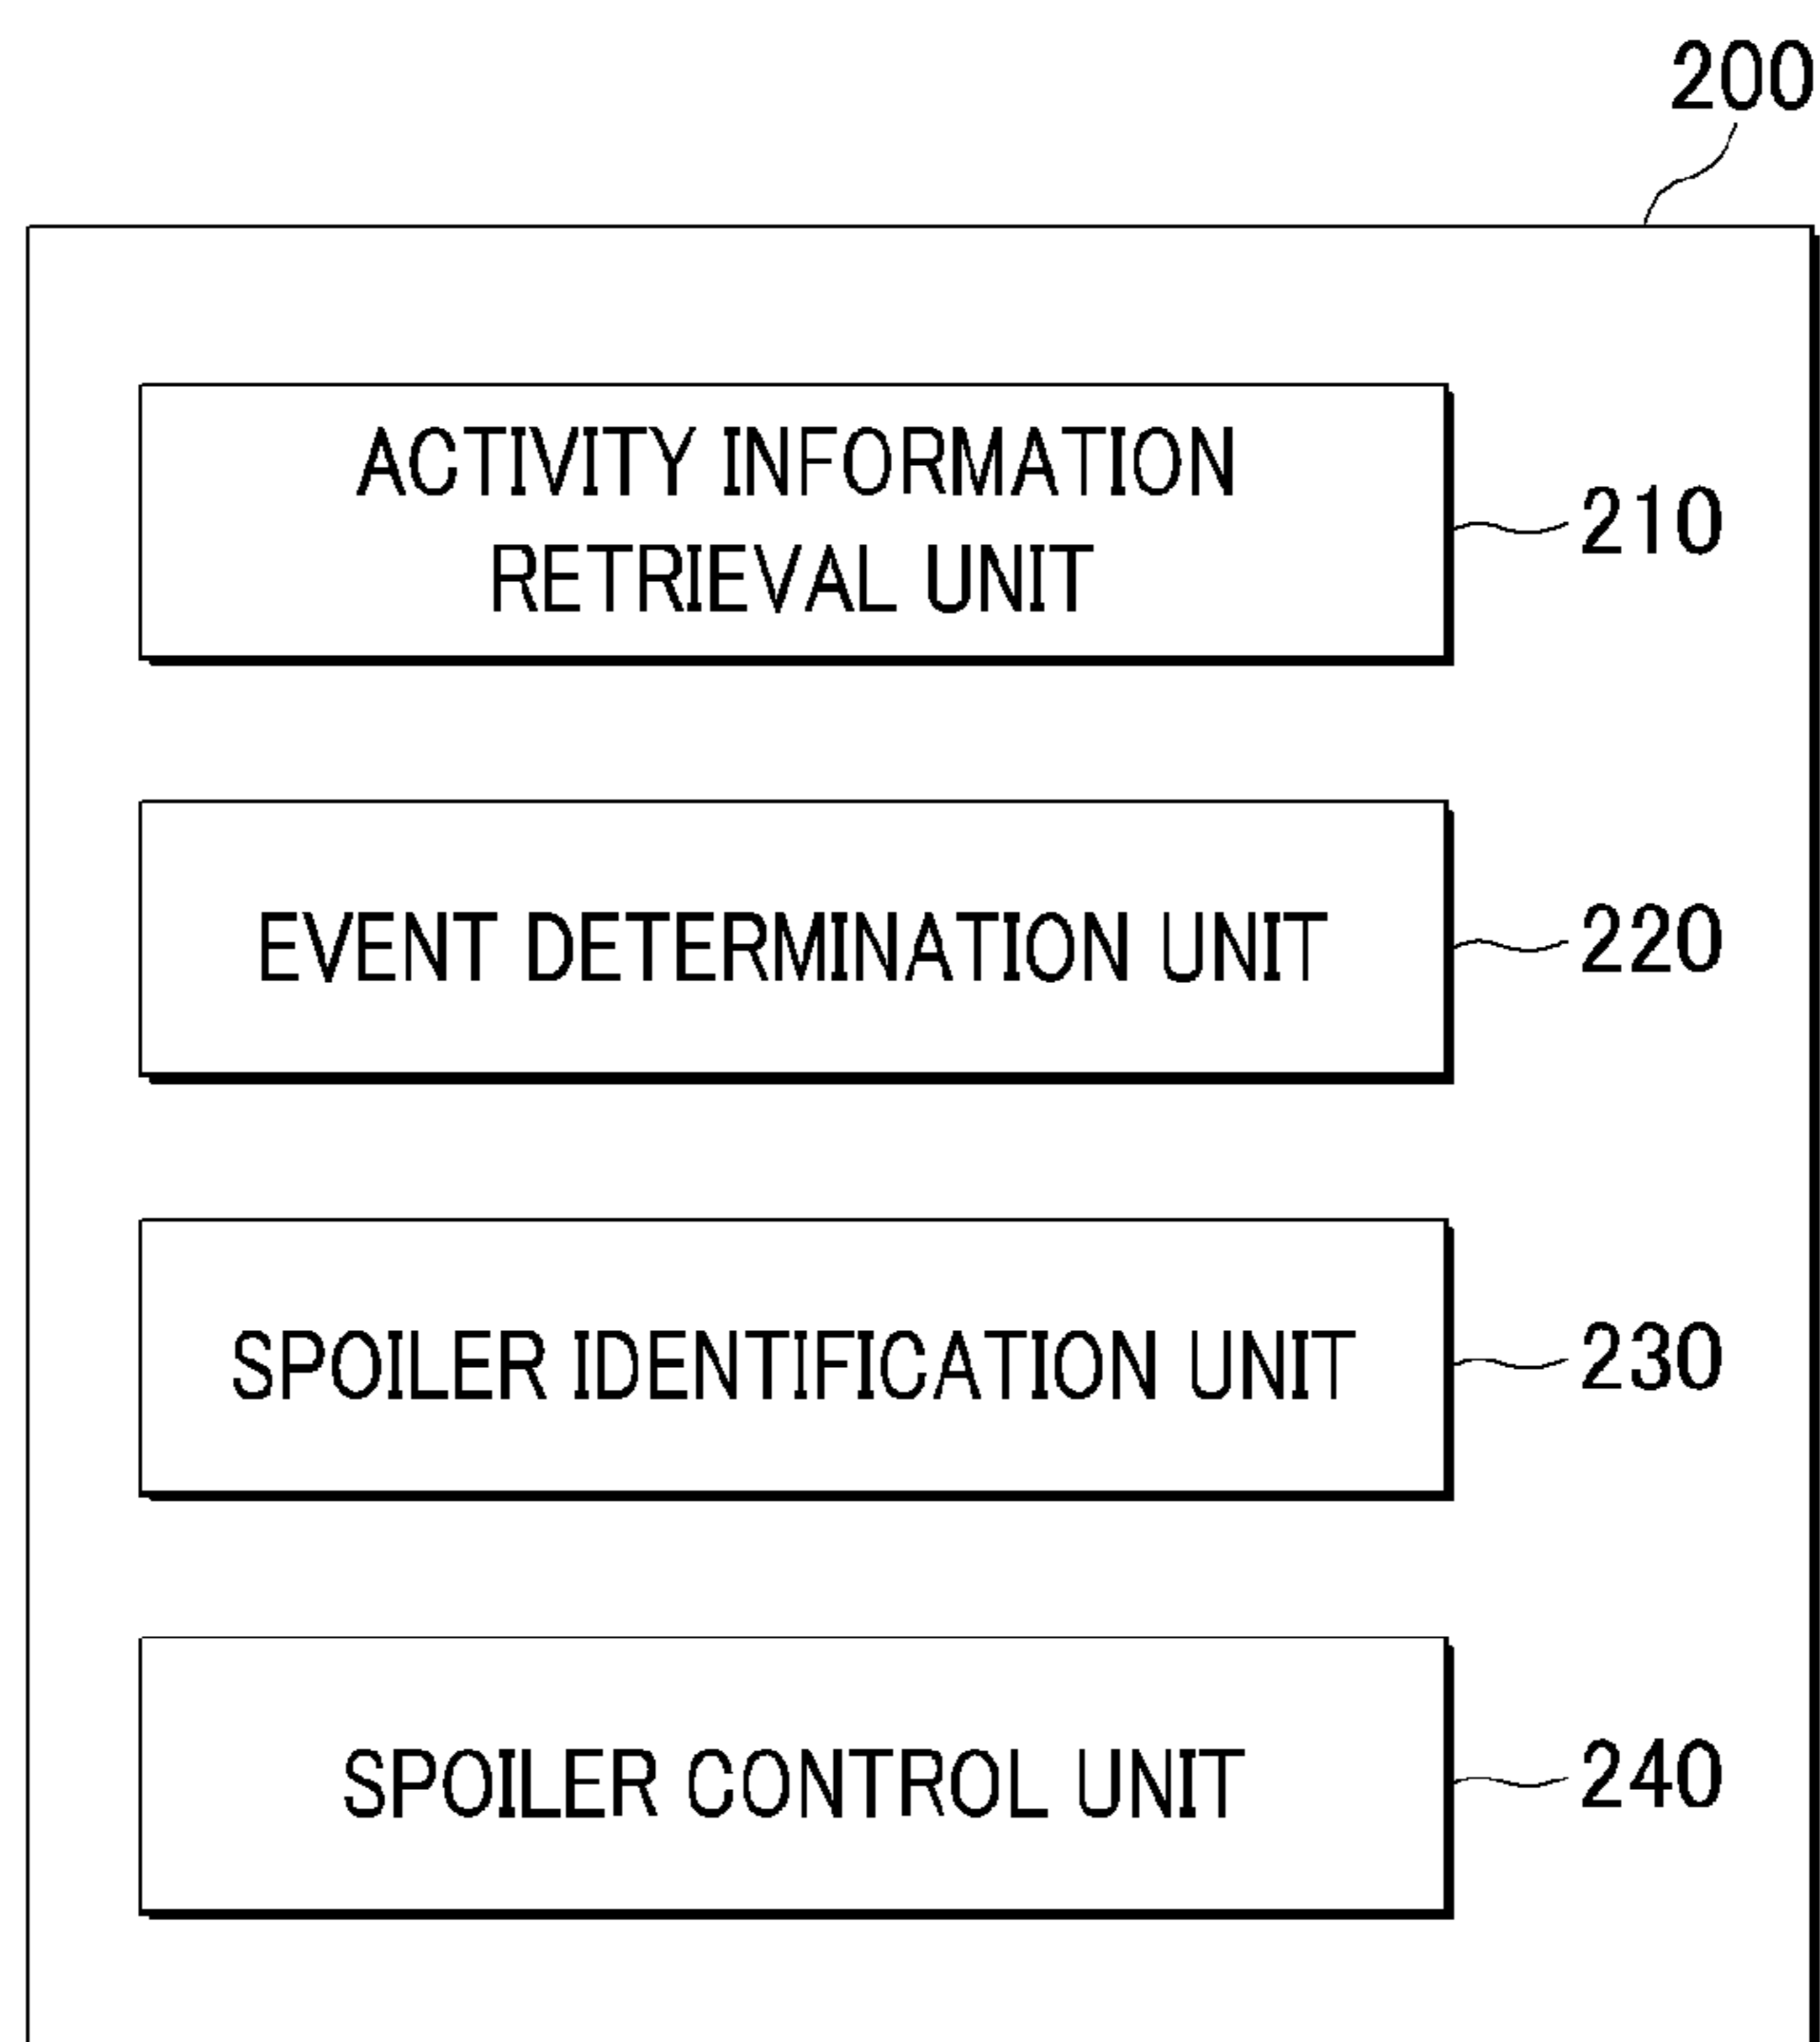 200
ACTIVITY INFORMATION
RETRIEVAL UNIT
210
EVENT DETERMINATION UNIT
220
SPOILER IDENTIFICATION UNIT
230
SPOILER CONTROL UNIT
240